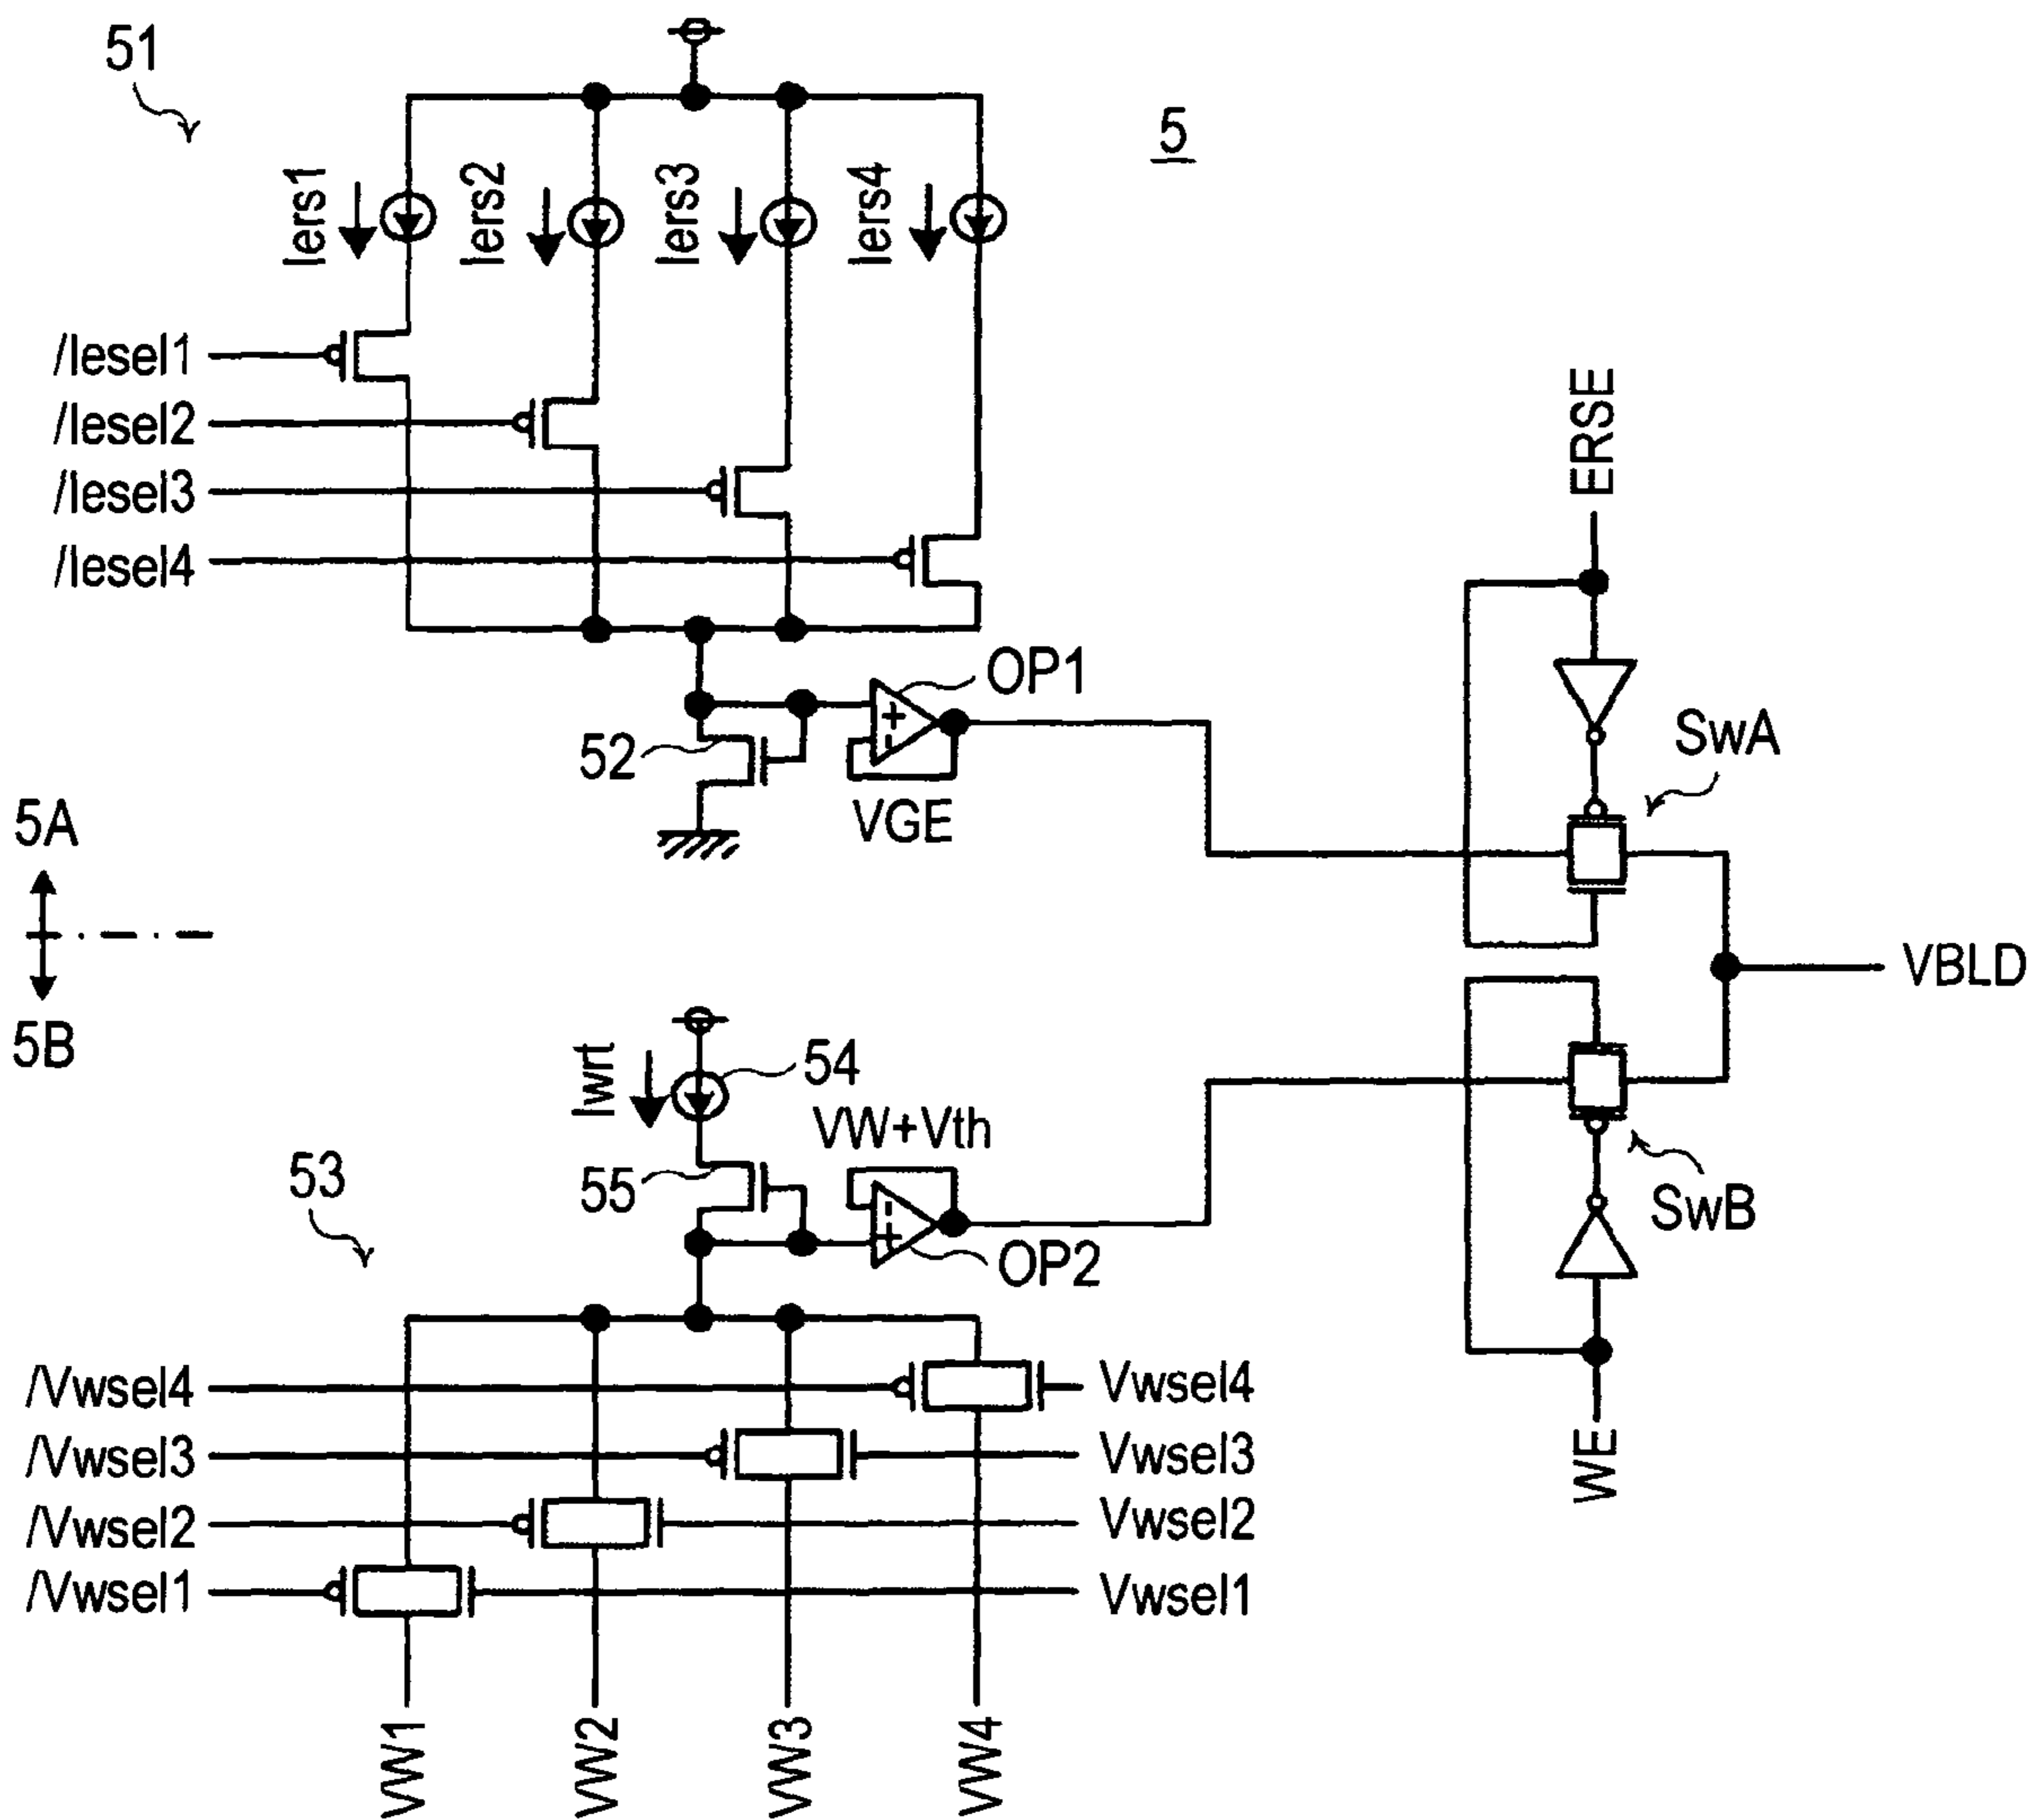 51
5
Iers1
Iers2
Iers3
Iers4
/Iesel1
/Iesel2
/Iesel3
/Iesel4
ERSE
OP1
52
VGE
SwA
5A
5B
VBLD
Iwrt
54
VW+Vth
53
55
OP2
SwB
/Vwsel4
Vwsel4
/Vwsel3
Vwsel3
/Vwsel2
Vwsel2
/Vwsel1
Vwsel1
WE
VW1
VW2
VW3
VW4
+
-
-
+